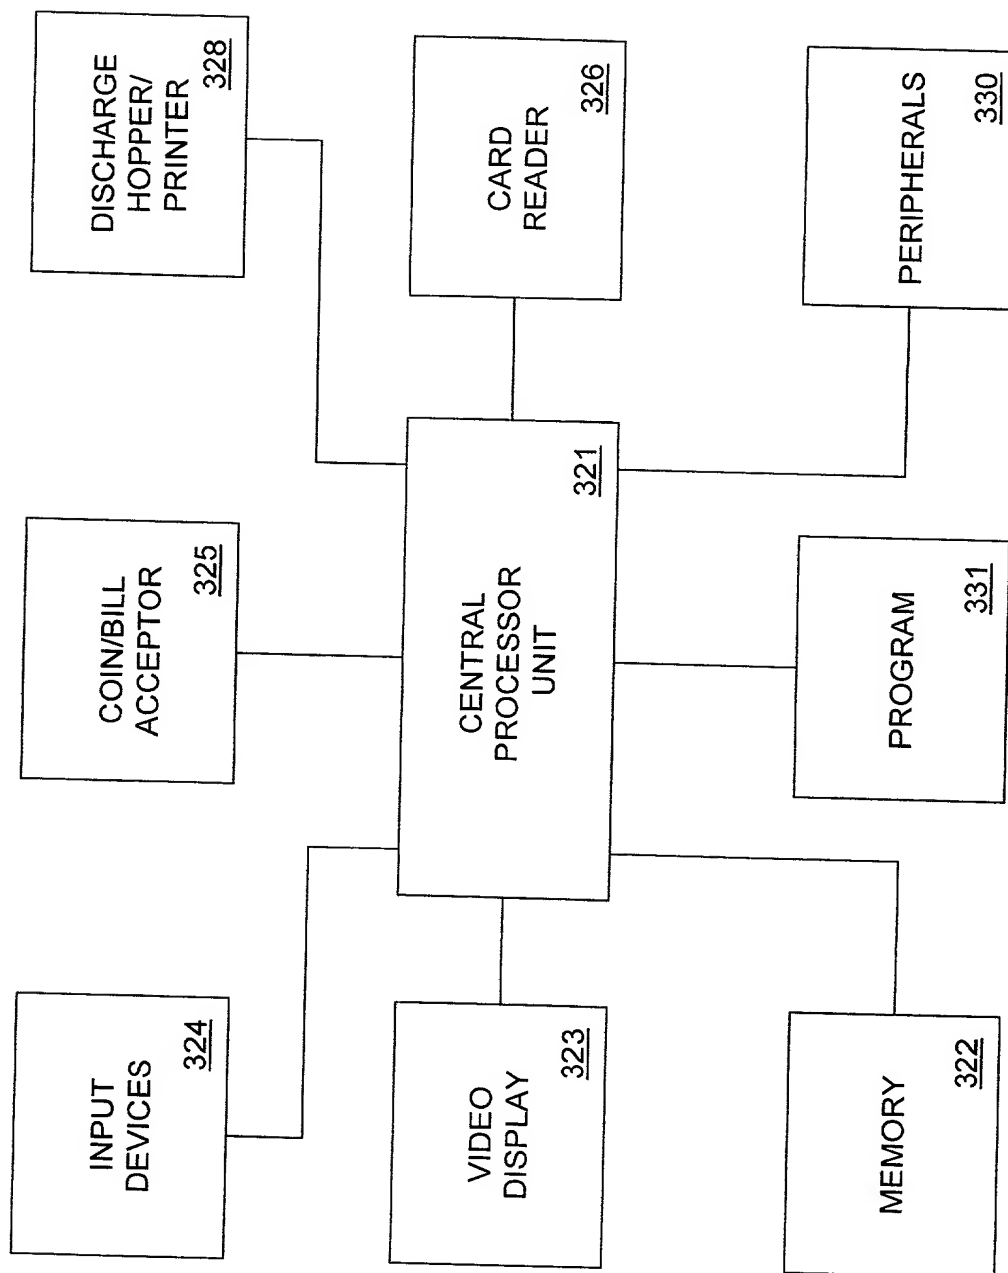 INPUT
DEVICES
324
COIN/BILL
ACCEPTOR
325
DISCHARGE
HOPPER/
PRINTER
328
VIDEO
DISPLAY
323
CENTRAL
PROCESSOR
UNIT
321
CARD
READER
326
MEMORY
322
PROGRAM
331
PERIPHERALS
330